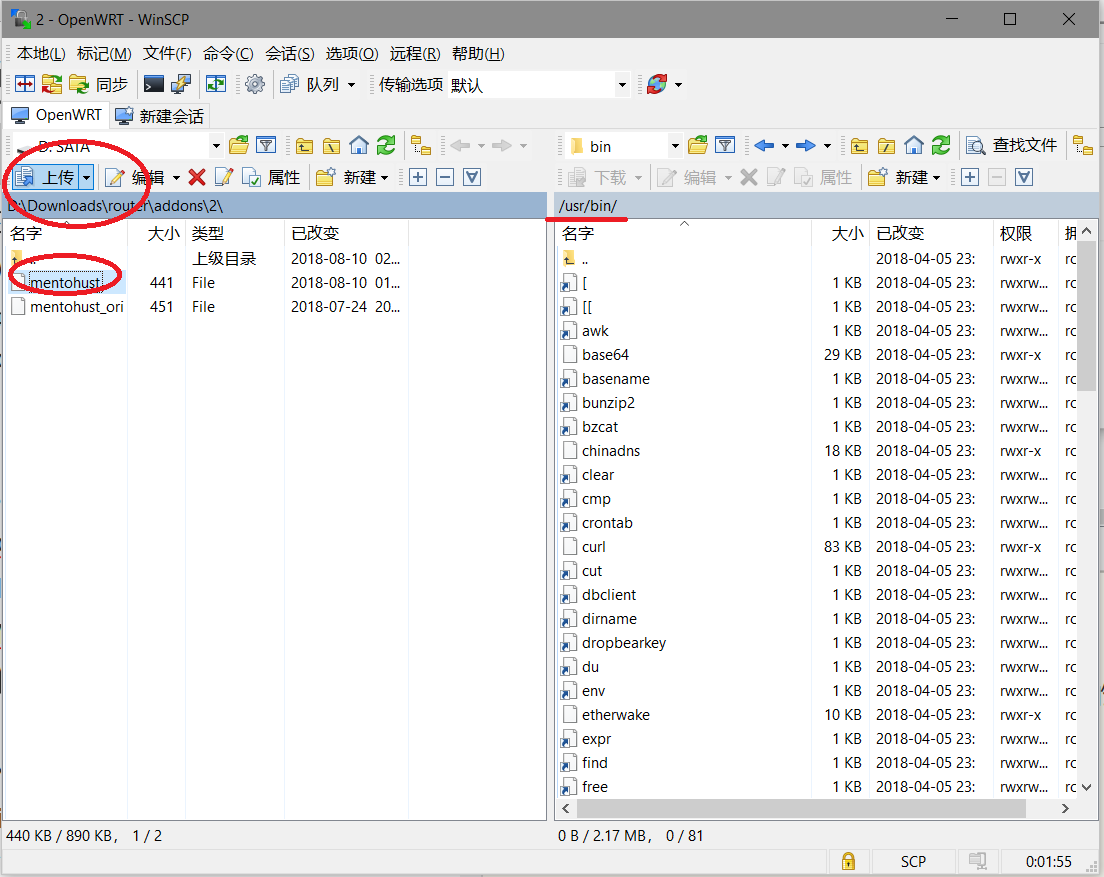 2 - OpenWRT - WinSCP
本地(L) 标记(M) 文件(F) 命令(C) 会话(S) 选项(O) 远程(R) 帮助(H)
同步 队列 传输选项 默认
OpenWRT 新建会话
D: SATA bin 查找文件
上传 编辑 属性 新建 下载 编辑 属性 新建
D:\Downloads\router\addons\2\ /usr/bin/
名字 大小 类型 已改变 名字 大小 已改变 权限 拥
.. 上级目录 2018-08-10 02... .. 2018-04-05 23: rwxr-x rc
mentohust 441 File 2018-08-10 01... [ 1 KB 2018-04-05 23: rwxrw... rc
mentohust_ori 451 File 2018-07-24 20... [[ 1 KB 2018-04-05 23: rwxrw... rc
awk 1 KB 2018-04-05 23: rwxrw... rc
base64 29 KB 2018-04-05 23: rwxr-x rc
basename 1 KB 2018-04-05 23: rwxrw... rc
bunzip2 1 KB 2018-04-05 23: rwxrw... rc
bzcat 1 KB 2018-04-05 23: rwxrw... rc
chinadns 18 KB 2018-04-05 23: rwxr-x rc
clear 1 KB 2018-04-05 23: rwxrw... rc
cmp 1 KB 2018-04-05 23: rwxrw... rc
crontab 1 KB 2018-04-05 23: rwxrw... rc
curl 83 KB 2018-04-05 23: rwxr-x rc
cut 1 KB 2018-04-05 23: rwxrw... rc
dbclient 1 KB 2018-04-05 23: rwxrw... rc
dirname 1 KB 2018-04-05 23: rwxrw... rc
dropbearkey 1 KB 2018-04-05 23: rwxrw... rc
du 1 KB 2018-04-05 23: rwxrw... rc
env 1 KB 2018-04-05 23: rwxrw... rc
etherwake 10 KB 2018-04-05 23: rwxr-x rc
expr 1 KB 2018-04-05 23: rwxrw... rc
find 1 KB 2018-04-05 23: rwxrw... rc
free 1 KB 2018-04-05 23: rwxrw... rc
440 KB / 890 KB, 1 / 2 0 B / 2.17 MB, 0 / 81
SCP 0:01:55